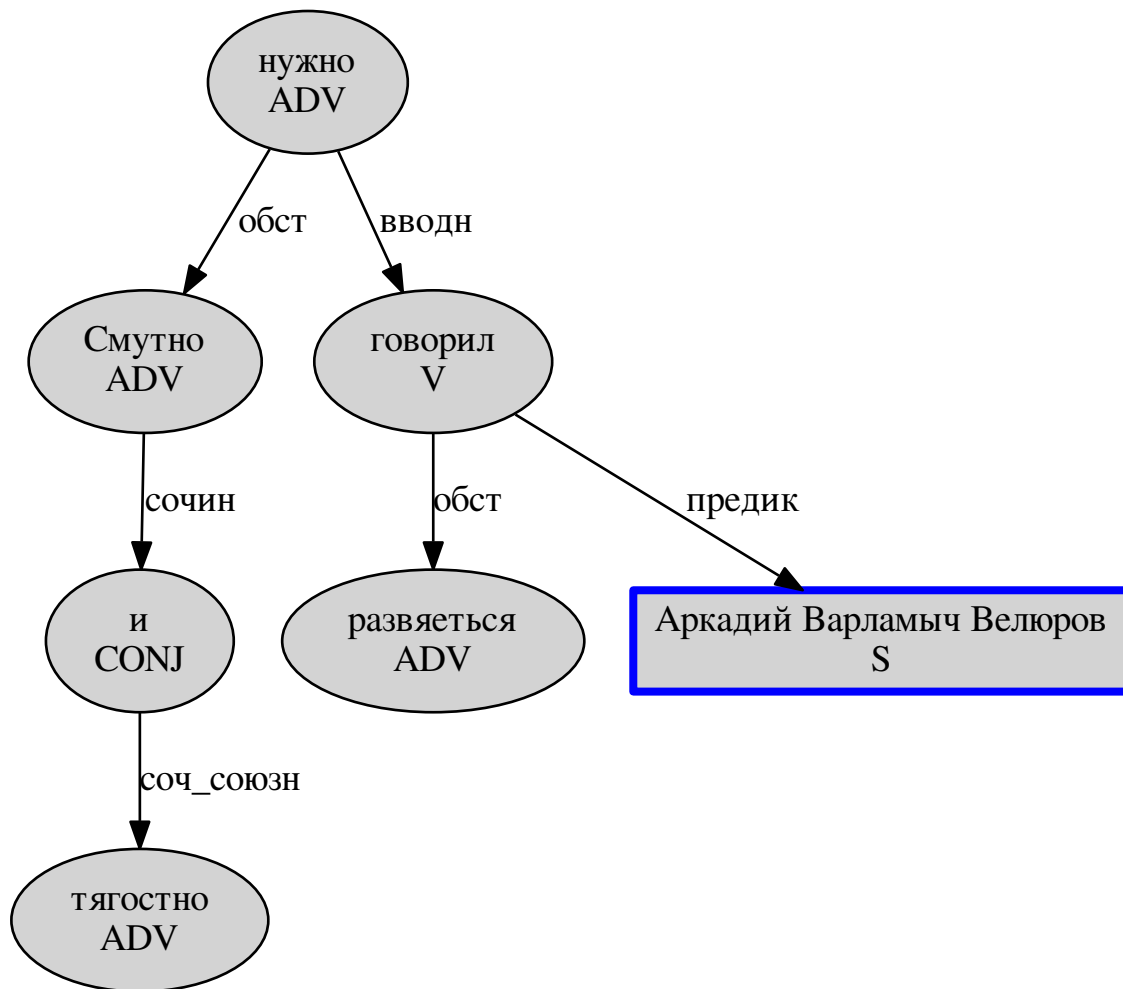 нужно
ADV
обст
вводн
Смутно
ADV
говорил
V
сочин
обст
предик
и
CONJ
развяеться
ADV
Аркадий Варламыч Велюров
S
соч_союзн
тягостно
ADV